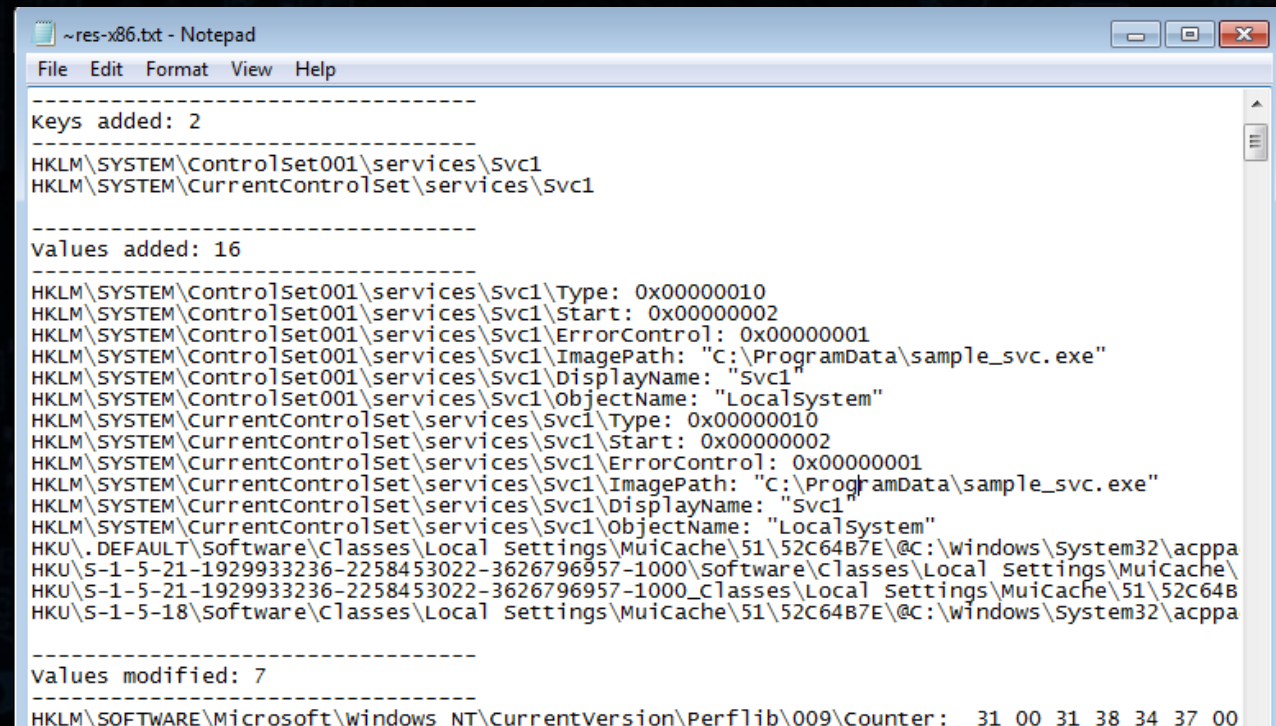 ~res-x86.txt - Notepad
File Edit Format View Help
----------------------------------
Keys added: 2
----------------------------------
HKLM\SYSTEM\ControlSet001\services\Svc1
HKLM\SYSTEM\CurrentControlSet\services\Svc1
----------------------------------
Values added: 16
----------------------------------
HKLM\SYSTEM\ControlSet001\services\Svc1\Type: 0x00000010
HKLM\SYSTEM\ControlSet001\services\Svc1\Start: 0x00000002
HKLM\SYSTEM\ControlSet001\services\Svc1\ErrorControl: 0x00000001
HKLM\SYSTEM\ControlSet001\services\Svc1\ImagePath: "C:\ProgramData\sample_svc.exe"
HKLM\SYSTEM\ControlSet001\services\Svc1\DisplayName: "Svc1"
HKLM\SYSTEM\ControlSet001\services\Svc1\ObjectName: "LocalSystem"
HKLM\SYSTEM\CurrentControlSet\services\Svc1\Type: 0x00000010
HKLM\SYSTEM\CurrentControlSet\services\Svc1\Start: 0x00000002
HKLM\SYSTEM\CurrentControlSet\services\Svc1\ErrorControl: 0x00000001
HKLM\SYSTEM\CurrentControlSet\services\Svc1\ImagePath: "C:\ProgramData\sample_svc.exe"
HKLM\SYSTEM\CurrentControlSet\services\Svc1\DisplayName: "Svc1"
HKLM\SYSTEM\CurrentControlSet\services\Svc1\ObjectName: "LocalSystem"
HKU\.DEFAULT\Software\Classes\Local Settings\MuiCache\51\52C64B7E\@C:\Windows\System32\acppa
HKU\S-1-5-21-1929933236-2258453022-3626796957-1000\Software\Classes\Local Settings\MuiCache\
HKU\S-1-5-21-1929933236-2258453022-3626796957-1000_Classes\Local Settings\MuiCache\51\52C64B
HKU\S-1-5-18\Software\Classes\Local Settings\MuiCache\51\52C64B7E\@C:\Windows\System32\acppa
----------------------------------
Values modified: 7
----------------------------------
HKLM\SOFTWARE\Microsoft\Windows NT\CurrentVersion\Perflib\009\Counter: 31 00 31 38 34 37 00